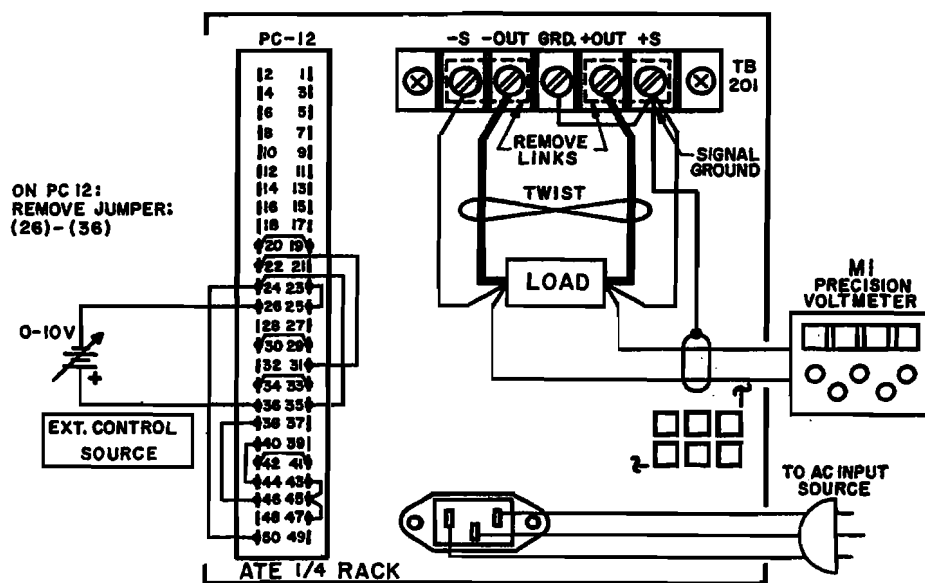 PC-12
-S -OUT GRD. +OUT +S
TB
201
2 1
4 3
6 5
8 7
10 9
12 11
14 13
16 15
18 17
20 19
22 21
24 23
26 25
28 27
30 29
32 31
34 33
36 35
38 37
40 39
42 41
44 43
46 45
48 47
50 49
ON PC 12:
REMOVE JUMPER:
(26)-(36)
0-10V
+
EXT. CONTROL
SOURCE
REMOVE
LINKS
SIGNAL
GROUND
TWIST
LOAD
M1
PRECISION
VOLTMETER
TO AC INPUT
SOURCE
ATE 1/4 RACK